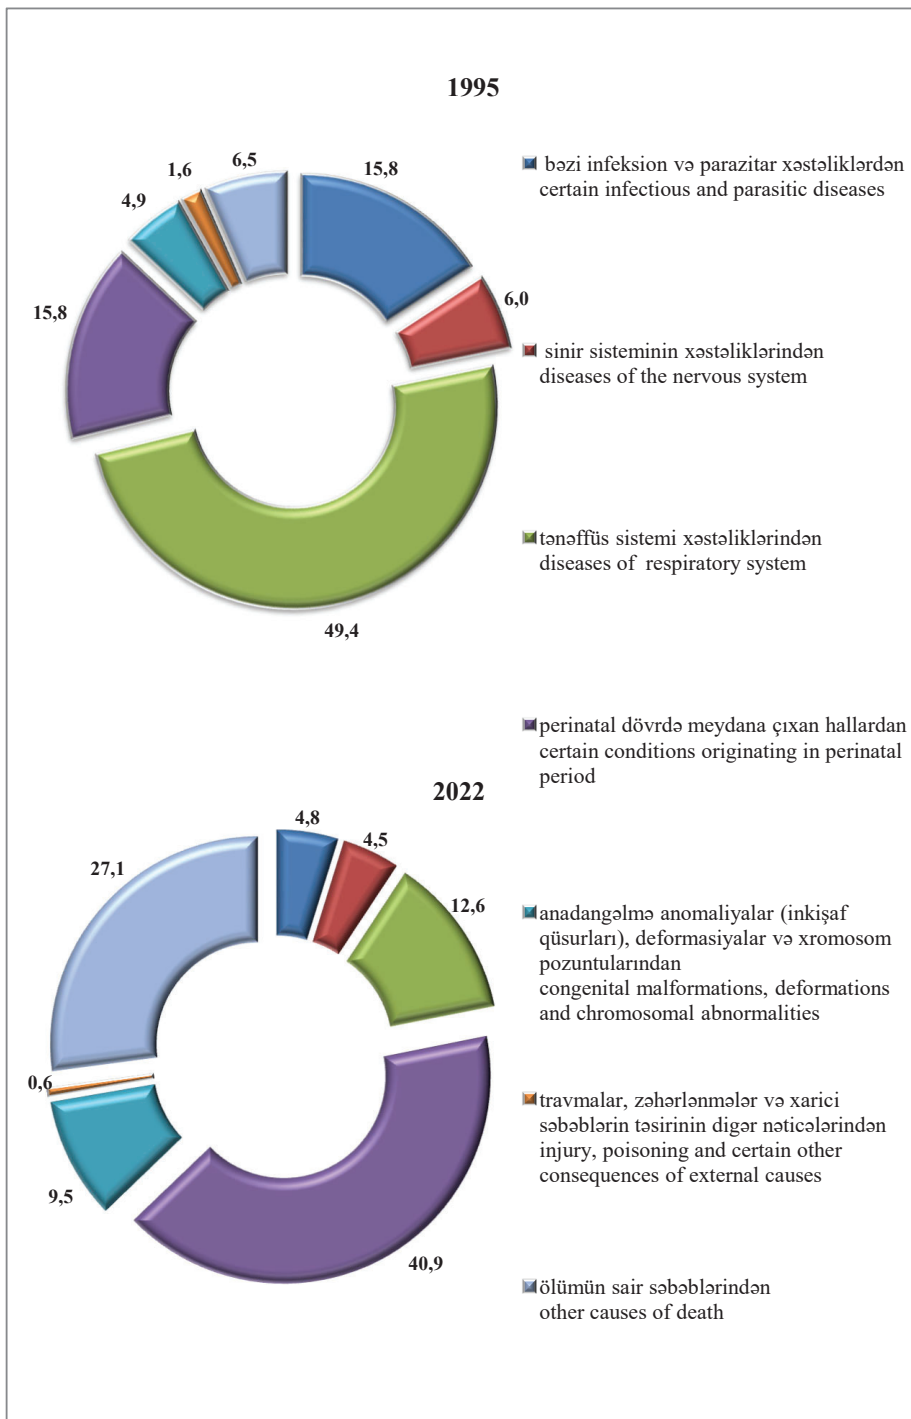 1995
6,5
1,6
15,8
4,9
6,0
15,8
49,4
bəzi infeksion və parazitar xəstəliklərdən
certain infectious and parasitic diseases
sinir sisteminin xəstəliklərindən
diseases of the nervous system
tənəffüs sistemi xəstəliklərindən
diseases of respiratory system
perinatal dövrdə meydana çıxan hallardan
certain conditions originating in perinatal
period
2022
4,8
4,5
27,1
12,6
0,6
9,5
40,9
anadangəlmə anomaliyalar (inkişaf
qüsurları), deformasiyalar və xromosom
pozuntularından
congenital malformations, deformations
and chromosomal abnormalities
travmalar, zəhərlənmələr və xarici
səbəblərin təsirinin digər nəticələrindən
injury, poisoning and certain other
consequences of external causes
ölümün sair səbəblərindən
other causes of death